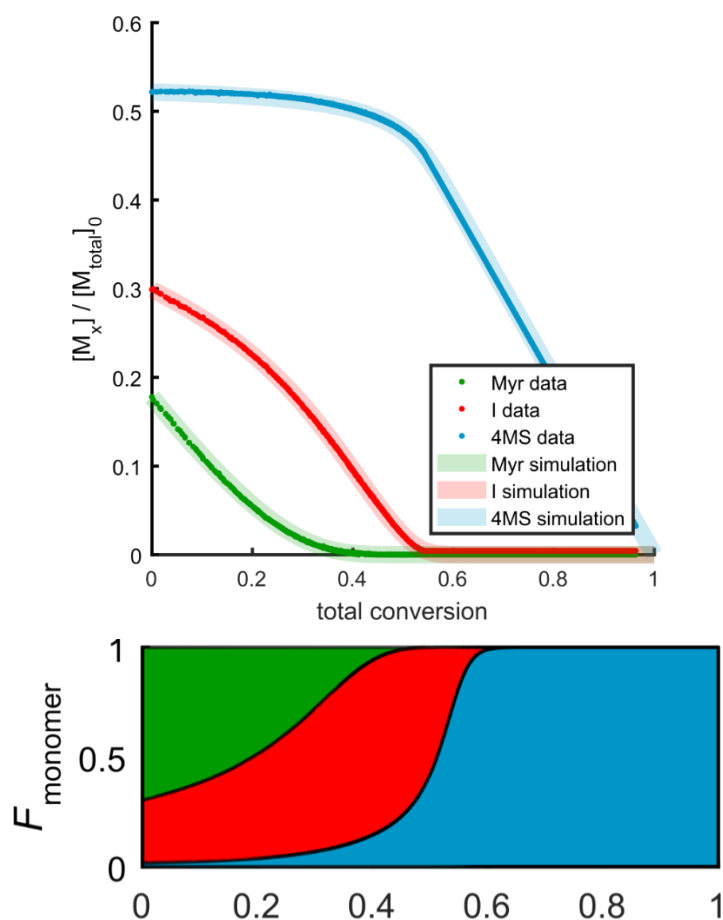 0.6
0.5
0.4
0.3
0.2
0.1
0
[Mₓ] / [M_total]₀
Myr data
I data
4MS data
Myr simulation
I simulation
4MS simulation
0 0.2 0.4 0.6 0.8 1
total conversion
1
0.5
0
F monomer
0 0.2 0.4 0.6 0.8 1